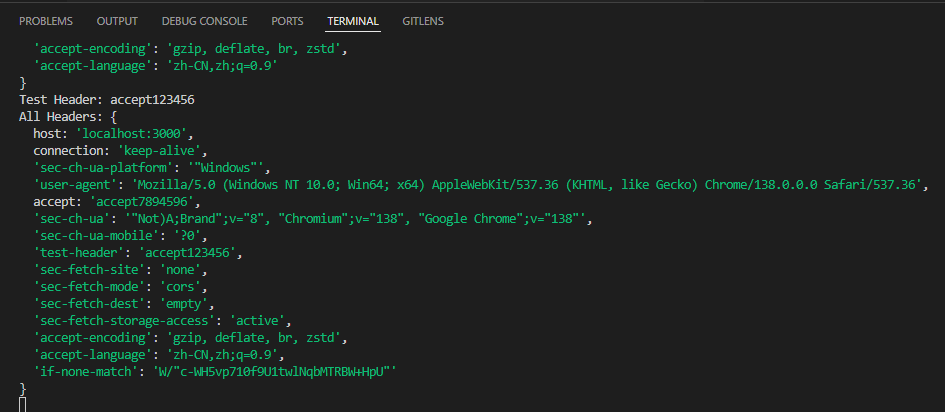 PROBLEMS OUTPUT DEBUG CONSOLE PORTS TERMINAL GITLENS
'accept-encoding': 'gzip, deflate, br, zstd',
'accept-language': 'zh-CN,zh;q=0.9'
}
Test Header: accept123456
All Headers: {
host: 'localhost:3000',
connection: 'keep-alive',
'sec-ch-ua-platform': '"Windows"',
'user-agent': 'Mozilla/5.0 (Windows NT 10.0; Win64; x64) AppleWebKit/537.36 (KHTML, like Gecko) Chrome/138.0.0.0 Safari/537.36',
accept: 'accept7894596',
'sec-ch-ua': '"Not)A;Brand";v="8", "Chromium";v="138", "Google Chrome";v="138"',
'sec-ch-ua-mobile': '?0',
'test-header': 'accept123456',
'sec-fetch-site': 'none',
'sec-fetch-mode': 'cors',
'sec-fetch-dest': 'empty',
'sec-fetch-storage-access': 'active',
'accept-encoding': 'gzip, deflate, br, zstd',
'accept-language': 'zh-CN,zh;q=0.9',
'if-none-match': 'W/"c-WH5vp710f9U1twlNqbMTRBW+HpU"'
}